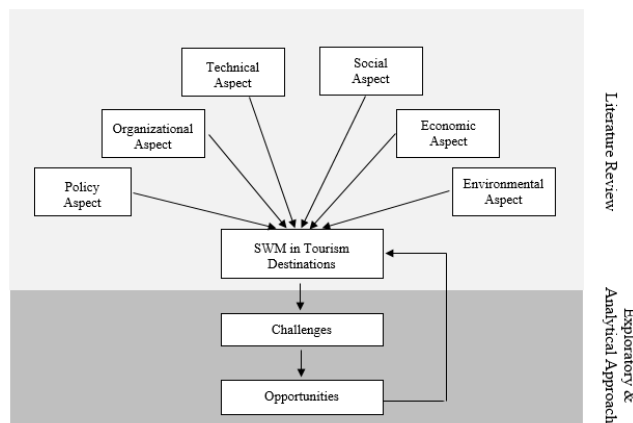 Technical
Aspect
Social
Aspect
Organizational
Aspect
Economic
Aspect
Policy
Aspect
Environmental
Aspect
SWM in Tourism
Destinations
Challenges
Opportunities
Literature Review
Exploratory &
Analytical Approach